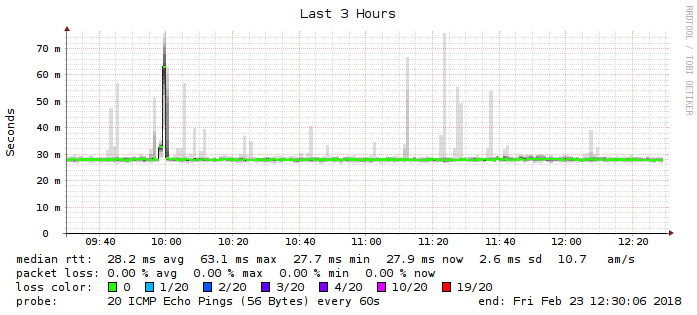 Last 3 Hours
RRDTOOL / TOBI OETIKER
Seconds
70 m
60 m
50 m
40 m
30 m
20 m
10 m
0
09:40 10:00 10:20 10:40 11:00 11:20 11:40 12:00 12:20
median rtt: 28.2 ms avg 63.1 ms max 27.7 ms min 27.9 ms now 2.6 ms sd 10.7 am/s
packet loss: 0.00 % avg 0.00 % max 0.00 % min 0.00 % now
loss color: 0 1/20 2/20 3/20 4/20 10/20 19/20
probe: 20 ICMP Echo Pings (56 Bytes) every 60s end: Fri Feb 23 12:30:06 2018